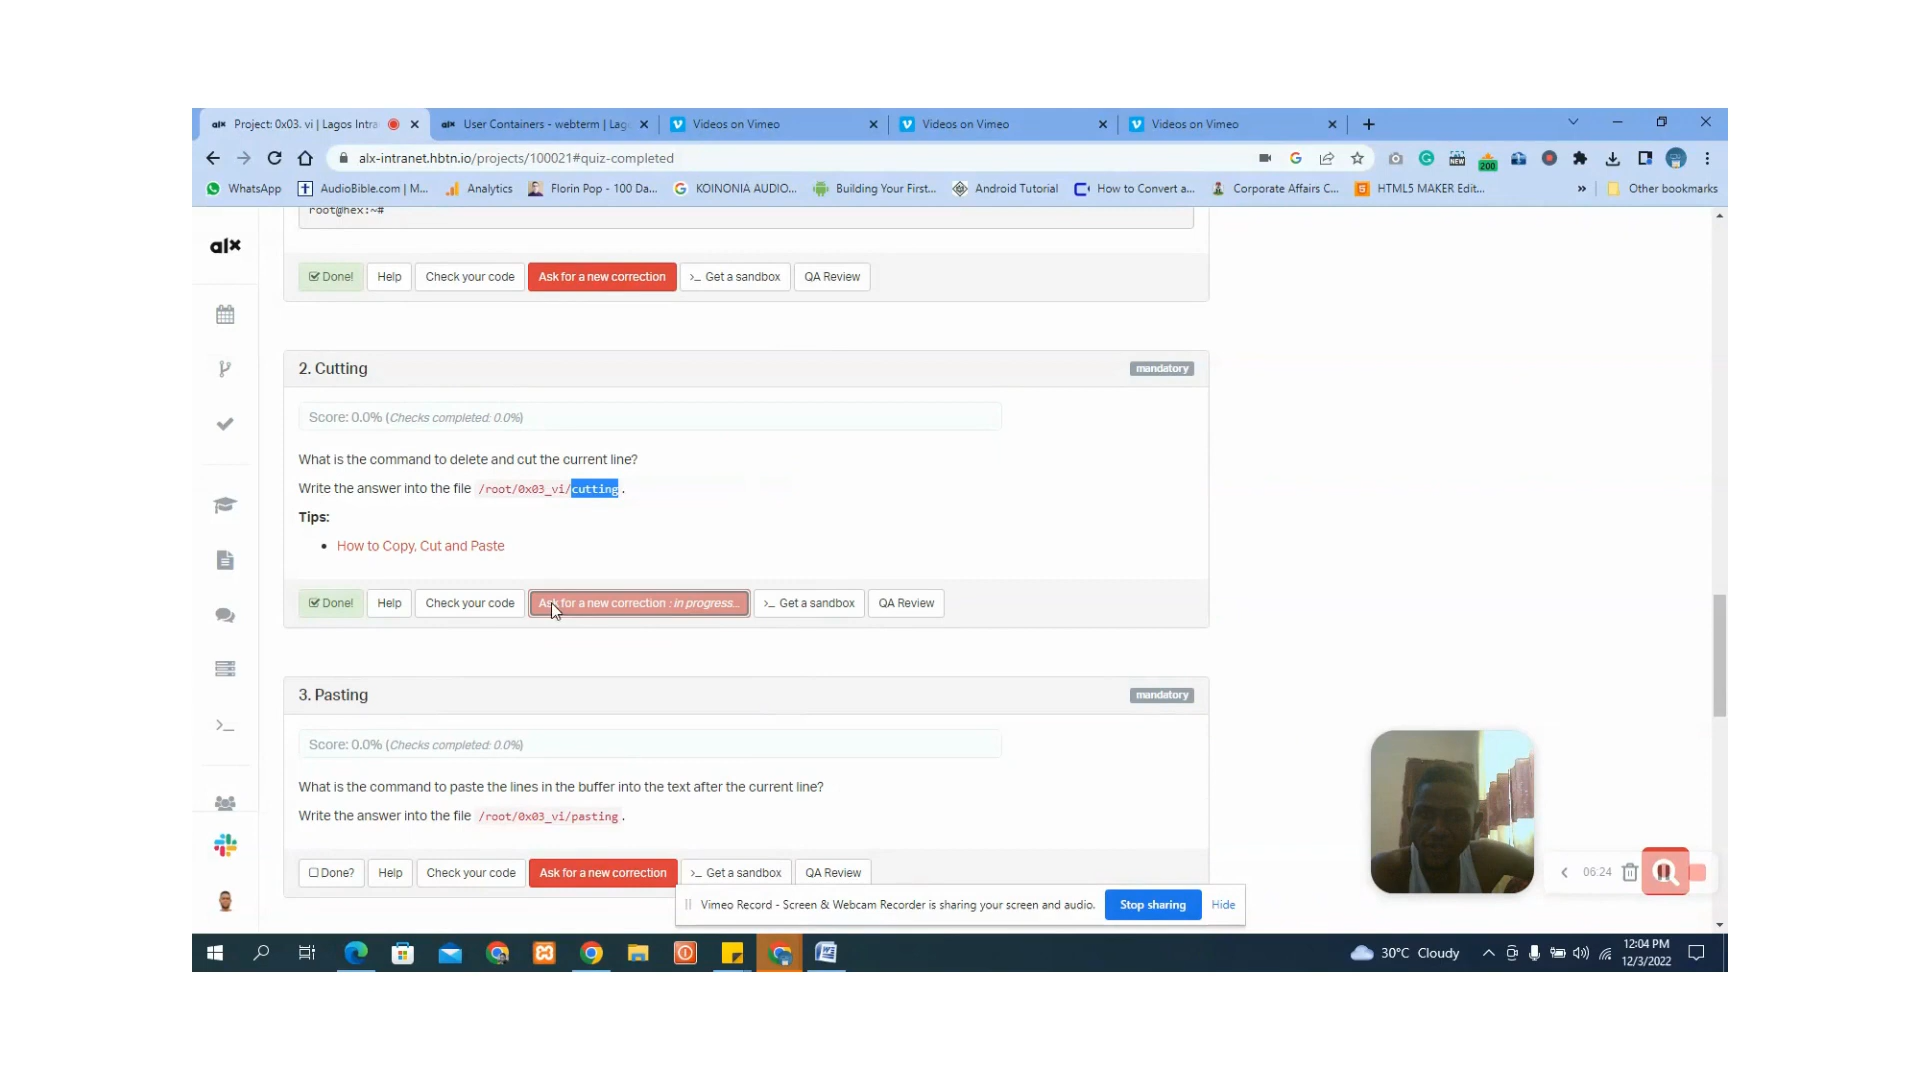 alx Project: 0x03. vi | Lagos Intra
alx User Containers - webterm | Lago
Videos on Vimeo
Videos on Vimeo
Videos on Vimeo
alx-intranet.hbtn.io/projects/100021#quiz-completed
NEW
200
WhatsApp
AudioBible.com | M...
Analytics
Florin Pop - 100 Da...
KOINONIA AUDIO...
Building Your First...
Android Tutorial
How to Convert a...
Corporate Affairs C...
HTML5 MAKER Edit...
»
Other bookmarks
root@hex:~#
alx
Done!
Help
Check your code
Ask for a new correction
>_ Get a sandbox
QA Review
2. Cutting
mandatory
Score: 0.0% (Checks completed: 0.0%)
What is the command to delete and cut the current line?
Write the answer into the file /root/0x03_vi/cutting .
Tips:
• How to Copy, Cut and Paste
Done!
Help
Check your code
Ask for a new correction : in progress...
>_ Get a sandbox
QA Review
3. Pasting
mandatory
Score: 0.0% (Checks completed: 0.0%)
What is the command to paste the lines in the buffer into the text after the current line?
Write the answer into the file /root/0x03_vi/pasting .
Done?
Help
Check your code
Ask for a new correction
>_ Get a sandbox
QA Review
06:24
Vimeo Record - Screen & Webcam Recorder is sharing your screen and audio.
Stop sharing
Hide
30°C Cloudy
12:04 PM
12/3/2022